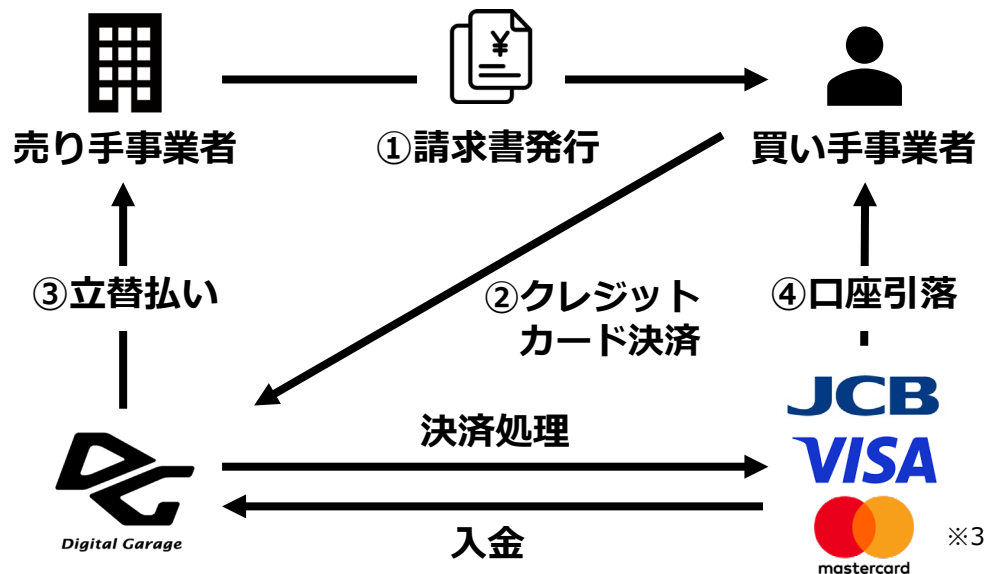 ¥
売り手事業者
①請求書発行
買い手事業者
③立替払い
②クレジット
カード決済
④口座引落
JCB
VISA
mastercard
※3
決済処理
入金
DG
Digital Garage